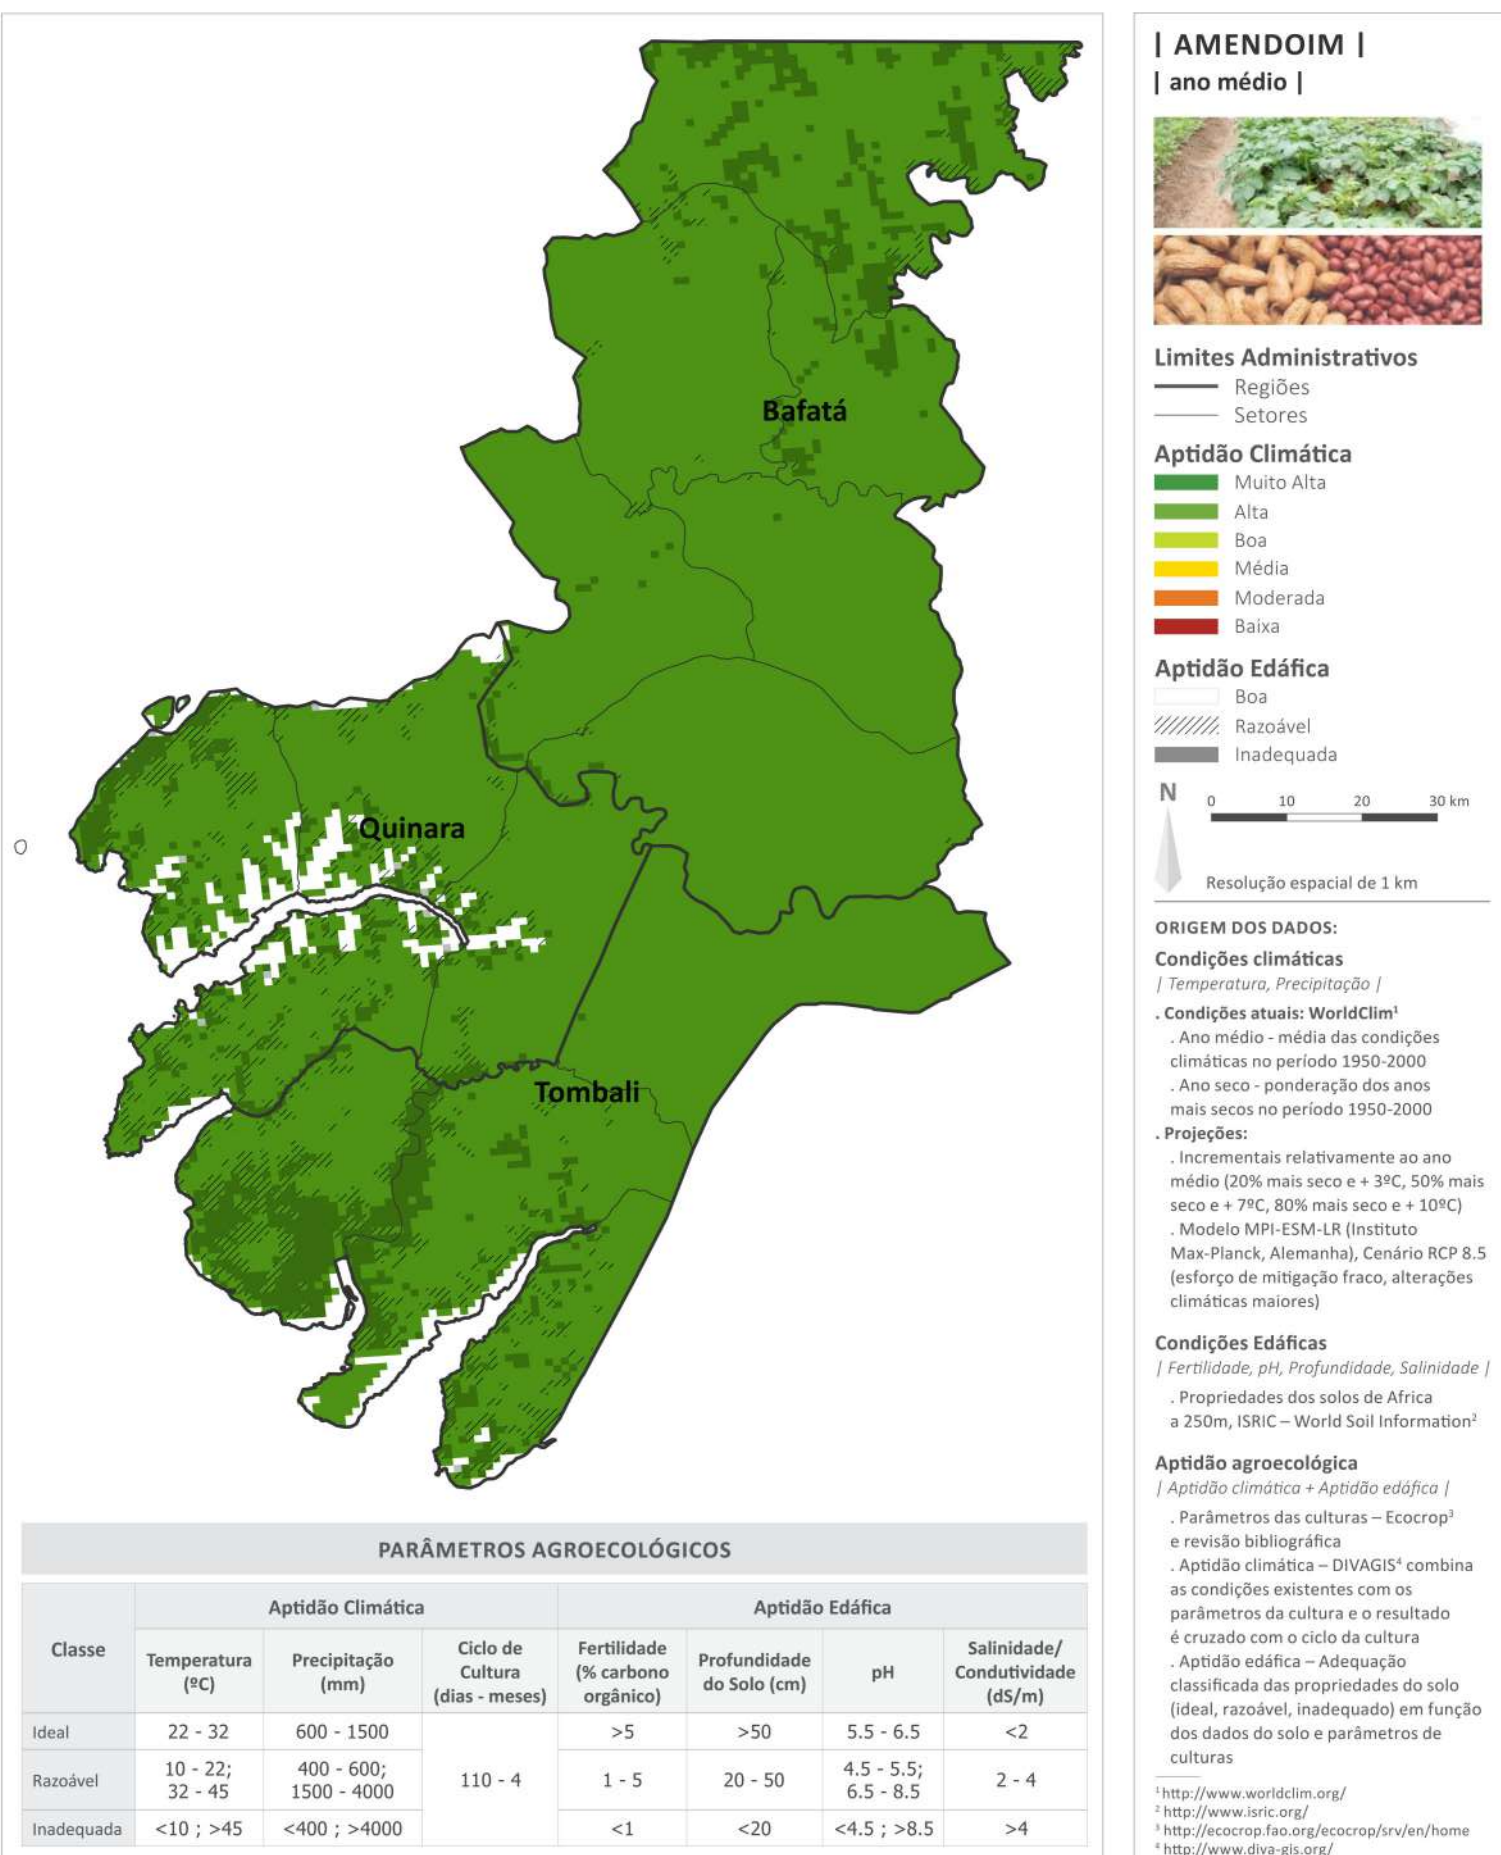 Bafatá
Quinara
Tombali
| AMENDOIM |
| ano médio |
Limites Administrativos
Regiões
Setores
Aptidão Climática
Muito Alta
Alta
Boa
Média
Moderada
Baixa
Aptidão Edáfica
Boa
Razoável
Inadequada
N
0 10 20 30 km
Resolução espacial de 1 km
ORIGEM DOS DADOS:
Condições climáticas
| Temperatura, Precipitação |
. Condições atuais: WorldClim¹
. Ano médio - média das condições
climáticas no período 1950-2000
. Ano seco - ponderação dos anos
mais secos no período 1950-2000
. Projeções:
. Incrementais relativamente ao ano
médio (20% mais seco e + 3ºC, 50% mais
seco e + 7ºC, 80% mais seco e + 10ºC)
. Modelo MPI-ESM-LR (Instituto
Max-Planck, Alemanha), Cenário RCP 8.5
(esforço de mitigação fraco, alterações
climáticas maiores)
Condições Edáficas
| Fertilidade, pH, Profundidade, Salinidade |
. Propriedades dos solos de Africa
a 250m, ISRIC – World Soil Information²
Aptidão agroecológica
| Aptidão climática + Aptidão edáfica |
. Parâmetros das culturas – Ecocrop³
e revisão bibliográfica
. Aptidão climática – DIVAGIS⁴ combina
as condições existentes com os
parâmetros da cultura e o resultado
é cruzado com o ciclo da cultura
. Aptidão edáfica – Adequação
classificada das propriedades do solo
(ideal, razoável, inadequado) em função
dos dados do solo e parâmetros de
culturas
¹ http://www.worldclim.org/
² http://www.isric.org/
³ http://ecocrop.fao.org/ecocrop/srv/en/home
⁴ http://www.diva-gis.org/
PARÂMETROS AGROECOLÓGICOS
Classe
Aptidão Climática
Aptidão Edáfica
Temperatura
(ºC)
Precipitação
(mm)
Ciclo de
Cultura
(dias - meses)
Fertilidade
(% carbono
orgânico)
Profundidade
do Solo (cm)
pH
Salinidade/
Condutividade
(dS/m)
Ideal 22 - 32 600 - 1500 >5 >50 5.5 - 6.5 <2
Razoável
10 - 22;
32 - 45
400 - 600;
1500 - 4000
110 - 4
1 - 5
20 - 50
4.5 - 5.5;
6.5 - 8.5
2 - 4
Inadequada <10 ; >45 <400 ; >4000 <1 <20 <4.5 ; >8.5 >4